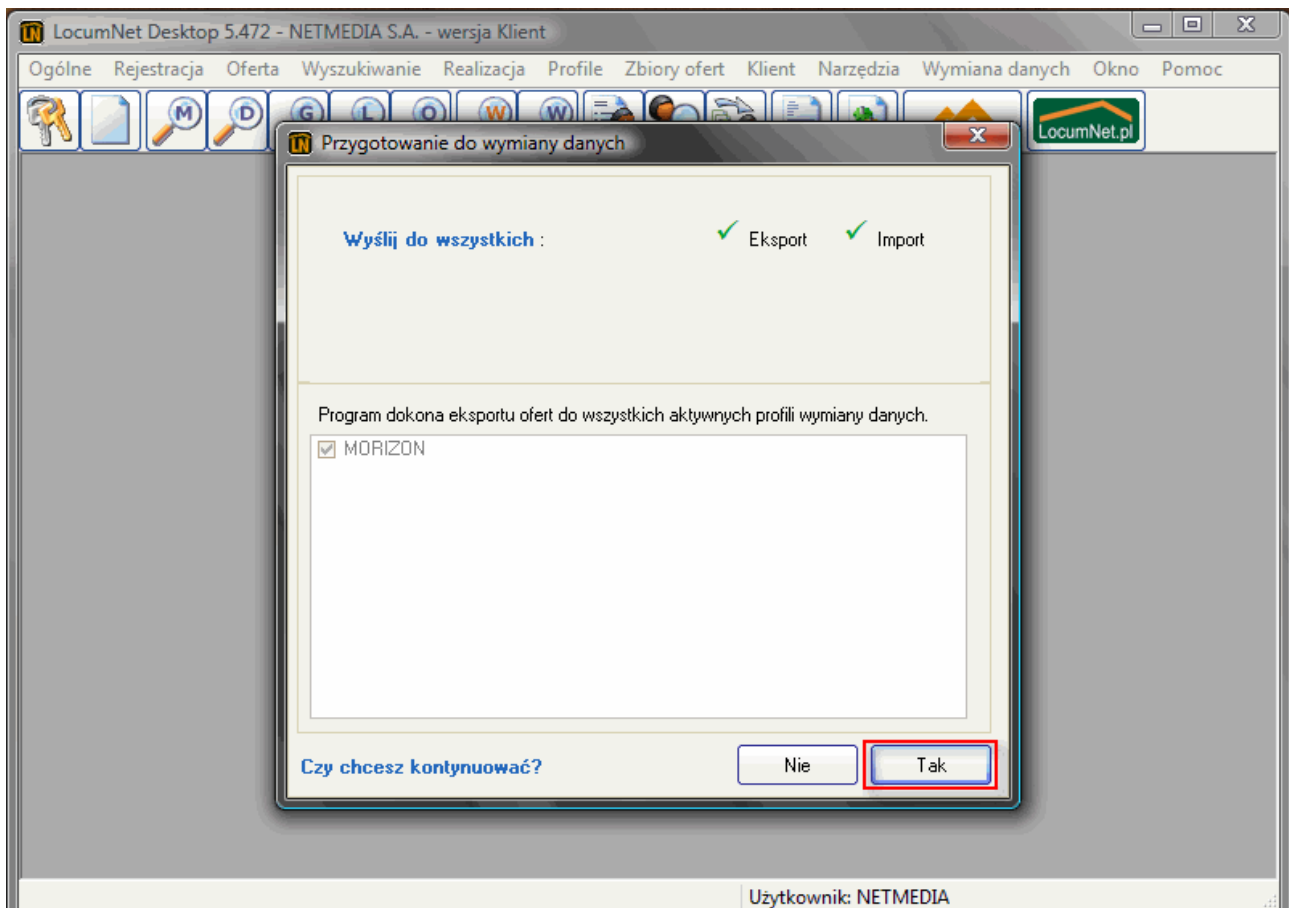 LocumNet Desktop 5.472 - NETMEDIA S.A. - wersja Klient
Ogólne Rejestracja Oferta Wyszukiwanie Realizacja Profile Zbiory ofert Klient Narzędzia Wymiana danych Okno Pomoc
M D G L O W W LocumNet.pl
Przygotowanie do wymiany danych
Wyślij do wszystkich : Eksport Import
Program dokona eksportu ofert do wszystkich aktywnych profili wymiany danych.
MORIZON
Czy chcesz kontynuować? Nie Tak
Użytkownik: NETMEDIA